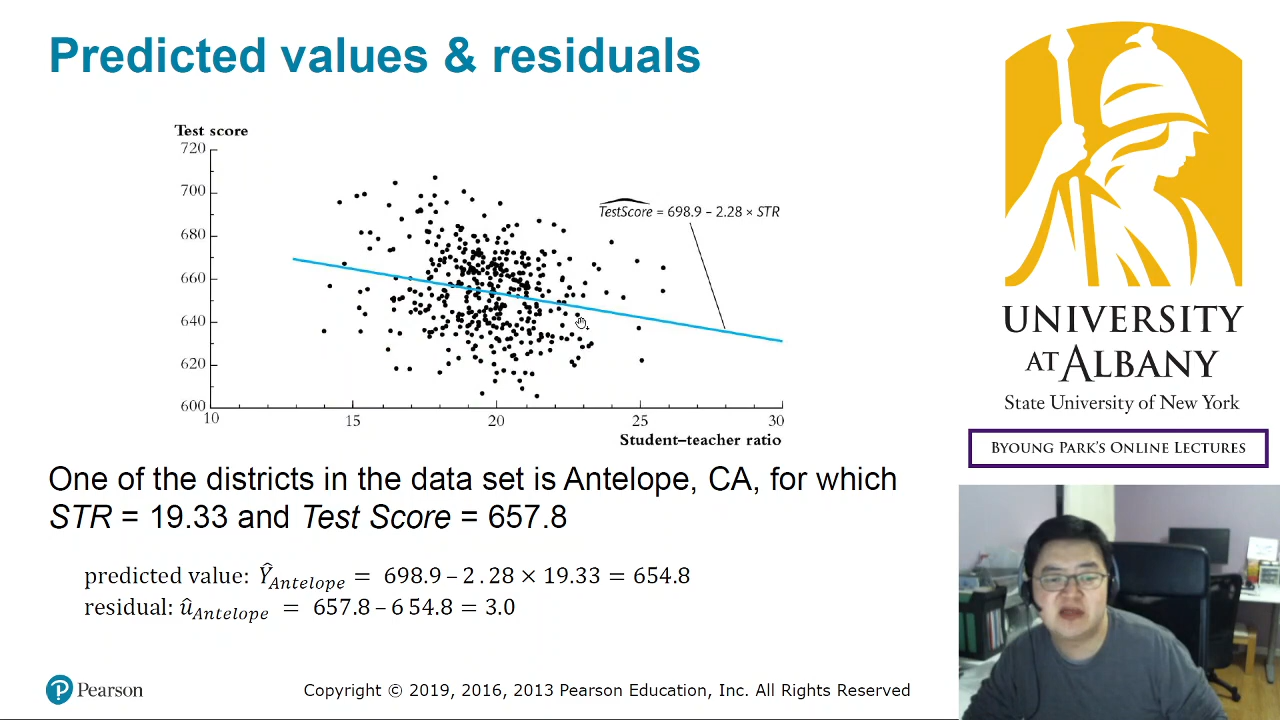 Predicted values & residuals
Test score
720
700
680
660
640
620
600
10
15
20
25
30
Student–teacher ratio
TestScore = 698.9 – 2.28 × STR
One of the districts in the data set is Antelope, CA, for which
STR = 19.33 and Test Score = 657.8
predicted value: Ŷ_Antelope = 698.9 – 2.28 × 19.33 = 654.8
residual: û_Antelope = 657.8 – 6 54.8 = 3.0
Pearson
Copyright © 2019, 2016, 2013 Pearson Education, Inc. All Rights Reserved
UNIVERSITY
AT ALBANY
State University of New York
BYOUNG PARK'S ONLINE LECTURES